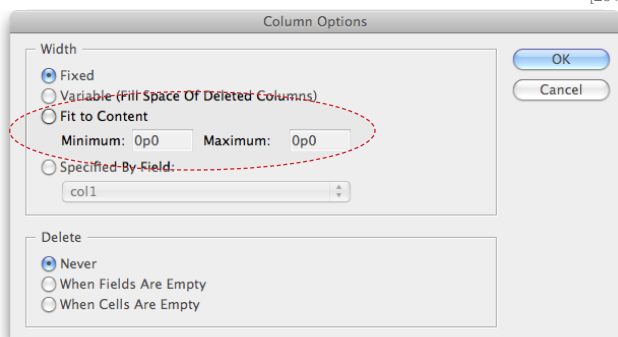 Column Options
Width
Fixed
Variable (Fill Space Of Deleted Columns)
Fit to Content
Minimum: 0p0 Maximum: 0p0
Specified By Field:
col1
Delete
Never
When Fields Are Empty
When Cells Are Empty
OK
Cancel